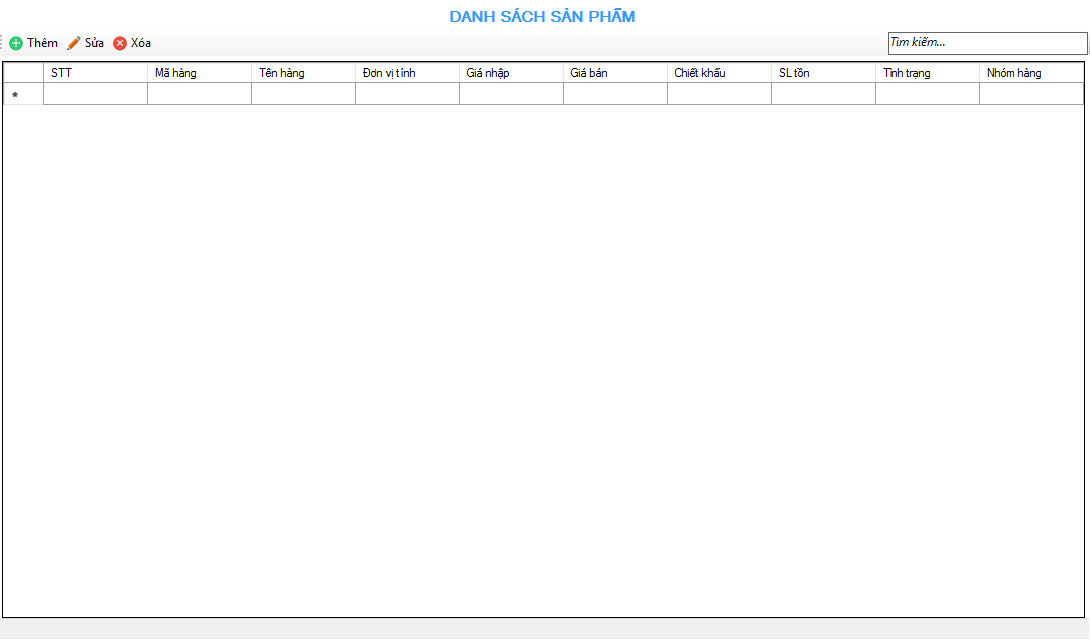 DANH SÁCH SẢN PHẨM
Thêm Sửa Xóa Tìm kiếm...
STT Mã hàng Tên hàng Đơn vị tính Giá nhập Giá bán Chiết khấu SL tồn Tình trạng Nhóm hàng
*